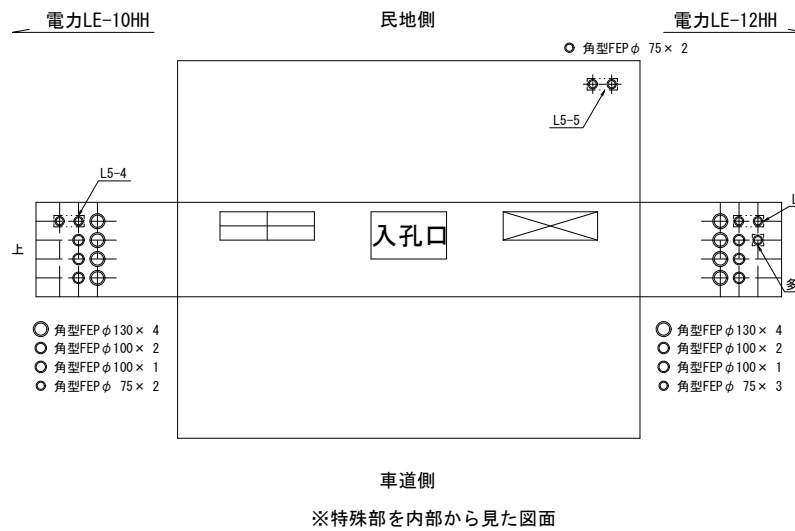 電力LE-10HH
民地側
電力LE-12HH
角型FEPφ 75× 2
L5-5
L5-4
L
上
入孔口
多
角型FEPφ130× 4
角型FEPφ100× 2
角型FEPφ100× 1
角型FEPφ 75× 2
角型FEPφ130× 4
角型FEPφ100× 2
角型FEPφ100× 1
角型FEPφ 75× 3
車道側
※特殊部を内部から見た図面